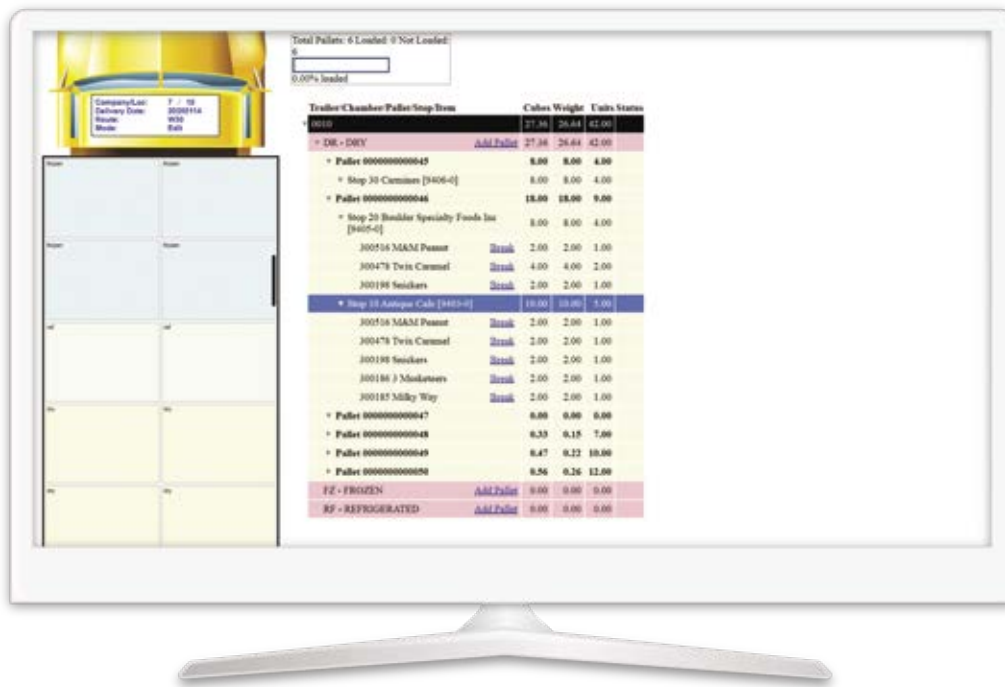 Total Pallets: 6 Loaded: 0 Not Loaded:
6
0.00% loaded
Company/Loc: 7 / 10
Delivery Date:
Route: W30
Mode: Edit
Trailer/Chamber/Pallet/Stop/Item Cubes Weight Units Status
0010 27.36 26.64 42.00
DR - DRY Add Pallet 27.36 26.64 42.00
Pallet 0000000000045 8.00 8.00 4.00
Stop 30 Carmines [9406-0] 8.00 8.00 4.00
Pallet 0000000000046 18.00 18.00 9.00
Stop 20 Boulder Specialty Foods Inc
[9405-0] 8.00 8.00 4.00
300516 M&M Peanut Break 2.00 2.00 1.00
300478 Twix Caramel Break 4.00 4.00 2.00
300198 Snickers Break 2.00 2.00 1.00
Stop 10 Antique Cafe [9403-0] 10.00 10.00 5.00
300516 M&M Peanut Break 2.00 2.00 1.00
300478 Twix Caramel Break 2.00 2.00 1.00
300198 Snickers Break 2.00 2.00 1.00
300186 3 Musketeers Break 2.00 2.00 1.00
300185 Milky Way Break 2.00 2.00 1.00
Pallet 0000000000047 0.00 0.00 0.00
Pallet 0000000000048 0.33 0.15 7.00
Pallet 0000000000049 0.47 0.22 10.00
Pallet 0000000000050 0.56 0.26 12.00
FZ - FROZEN Add Pallet 0.00 0.00 0.00
RF - REFRIGERATED Add Pallet 0.00 0.00 0.00